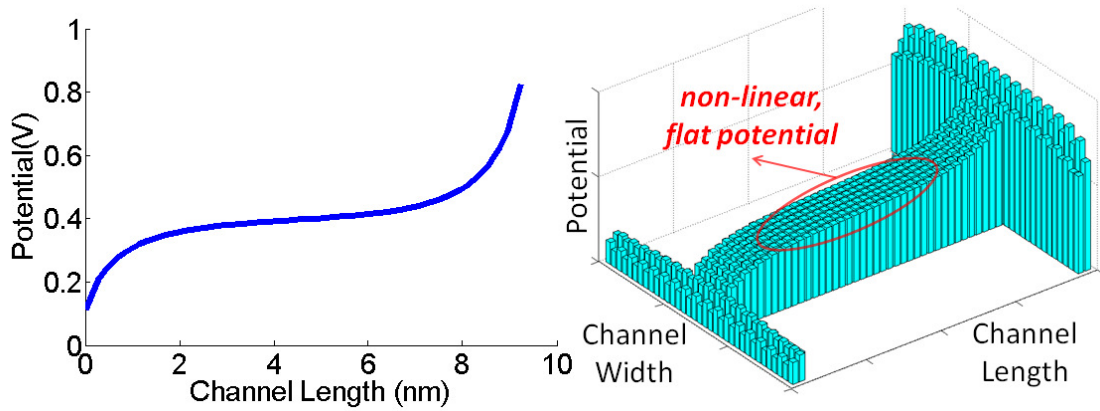 1
0.8
0.6
0.4
0.2
0
Potential(V)
0 2 4 6 8 10
Channel Length (nm)
non-linear,
flat potential
Potential
Channel
Width
Channel
Length